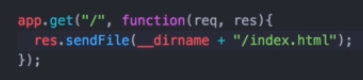 app.get("/", function(req, res){
res.sendFile(__dirname + "/index.html");
});